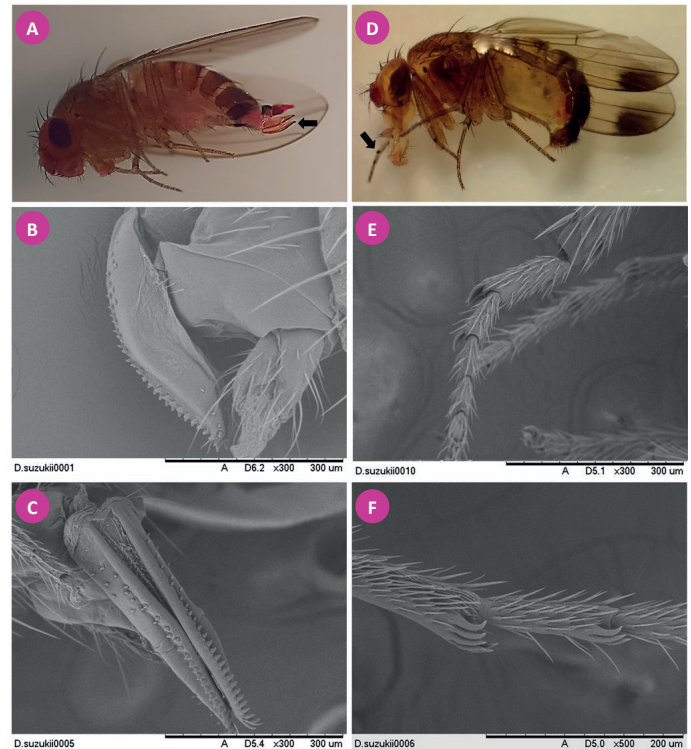 A
D
B
E
D.suzukii0001 A D6.2 x300 300 um
D.suzukii0010 A D5.1 x300 200 um
C
F
D.suzukii0005 A D5.4 x300 300 um
D.suzukii0006 A D5.0 x500 200 um